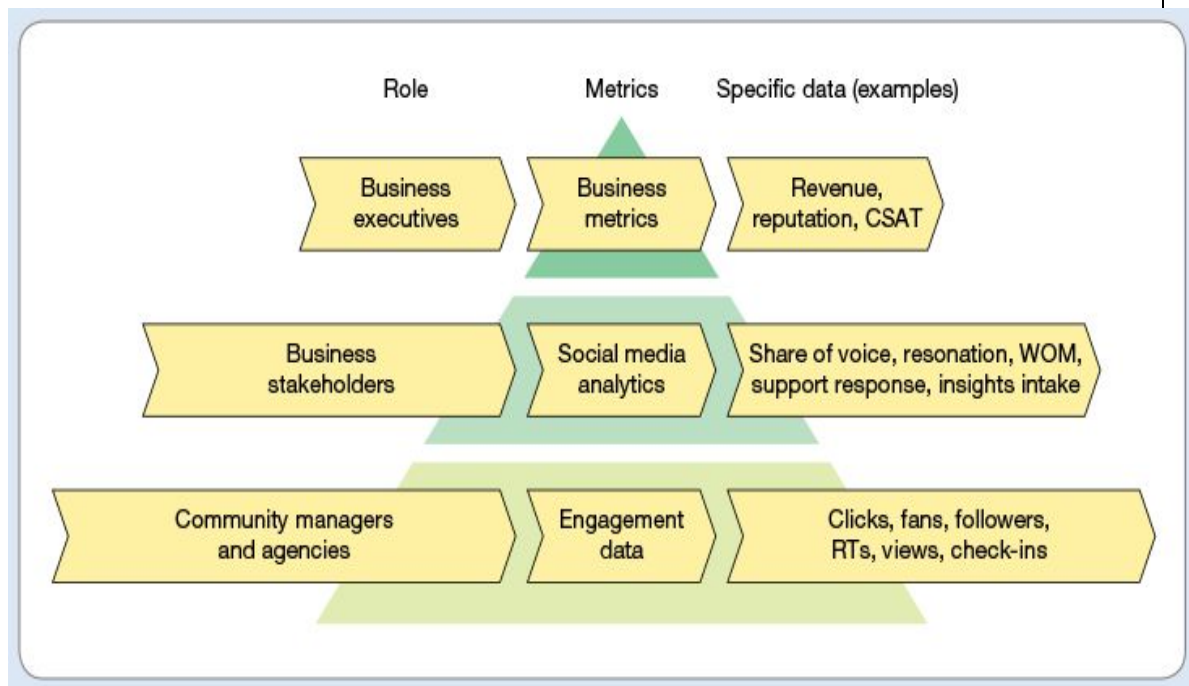 Role
Metrics
Specific data (examples)
Business
executives
Business
metrics
Revenue,
reputation, CSAT
Business
stakeholders
Social media
analytics
Share of voice, resonation, WOM,
support response, insights intake
Community managers
and agencies
Engagement
data
Clicks, fans, followers,
RTs, views, check-ins